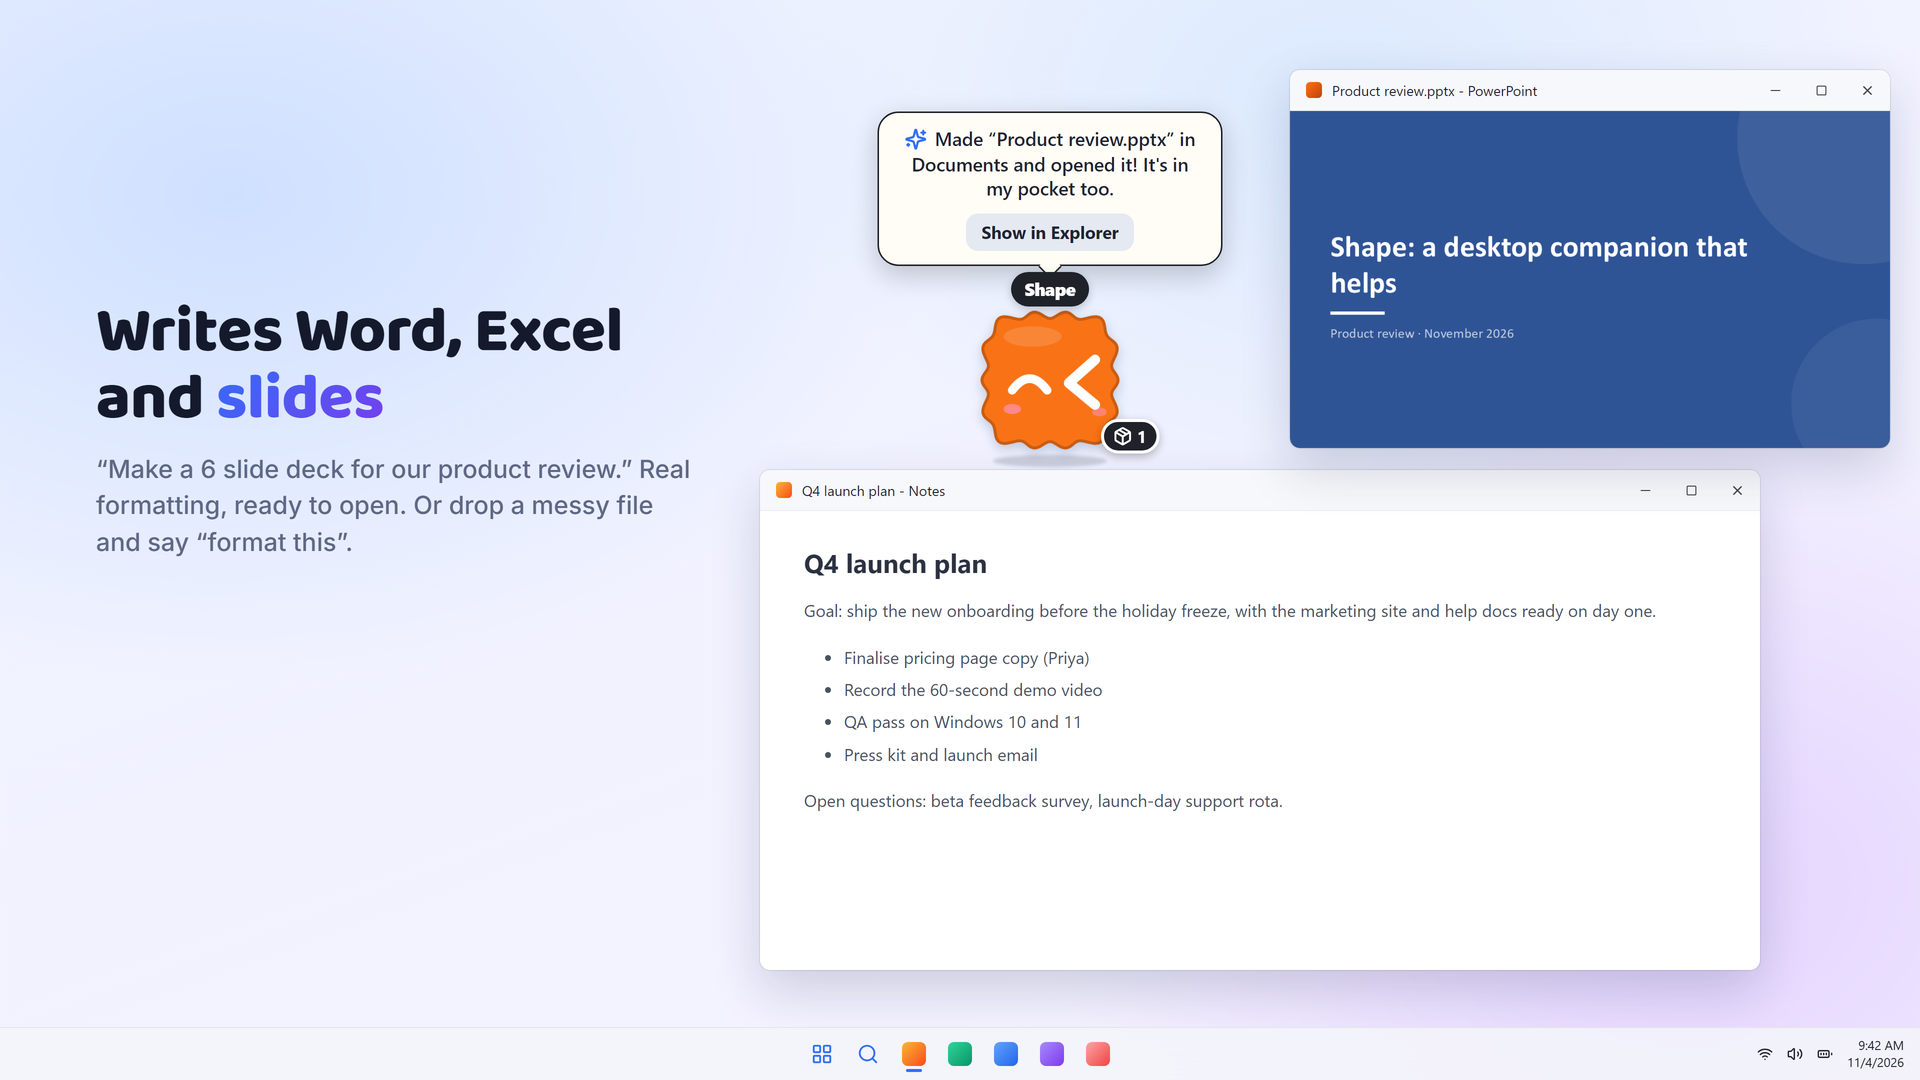 Writes Word, Excel
and slides
“Make a 6 slide deck for our product review.” Real
formatting, ready to open. Or drop a messy file
and say “format this”.
Made “Product review.pptx” in
Documents and opened it! It's in
my pocket too.
Show in Explorer
Shape
1
Product review.pptx - PowerPoint
Shape: a desktop companion that
helps
Product review · November 2026
Q4 launch plan - Notes
Q4 launch plan
Goal: ship the new onboarding before the holiday freeze, with the marketing site and help docs ready on day one.
• Finalise pricing page copy (Priya)
• Record the 60-second demo video
• QA pass on Windows 10 and 11
• Press kit and launch email
Open questions: beta feedback survey, launch-day support rota.
9:42 AM
11/4/2026